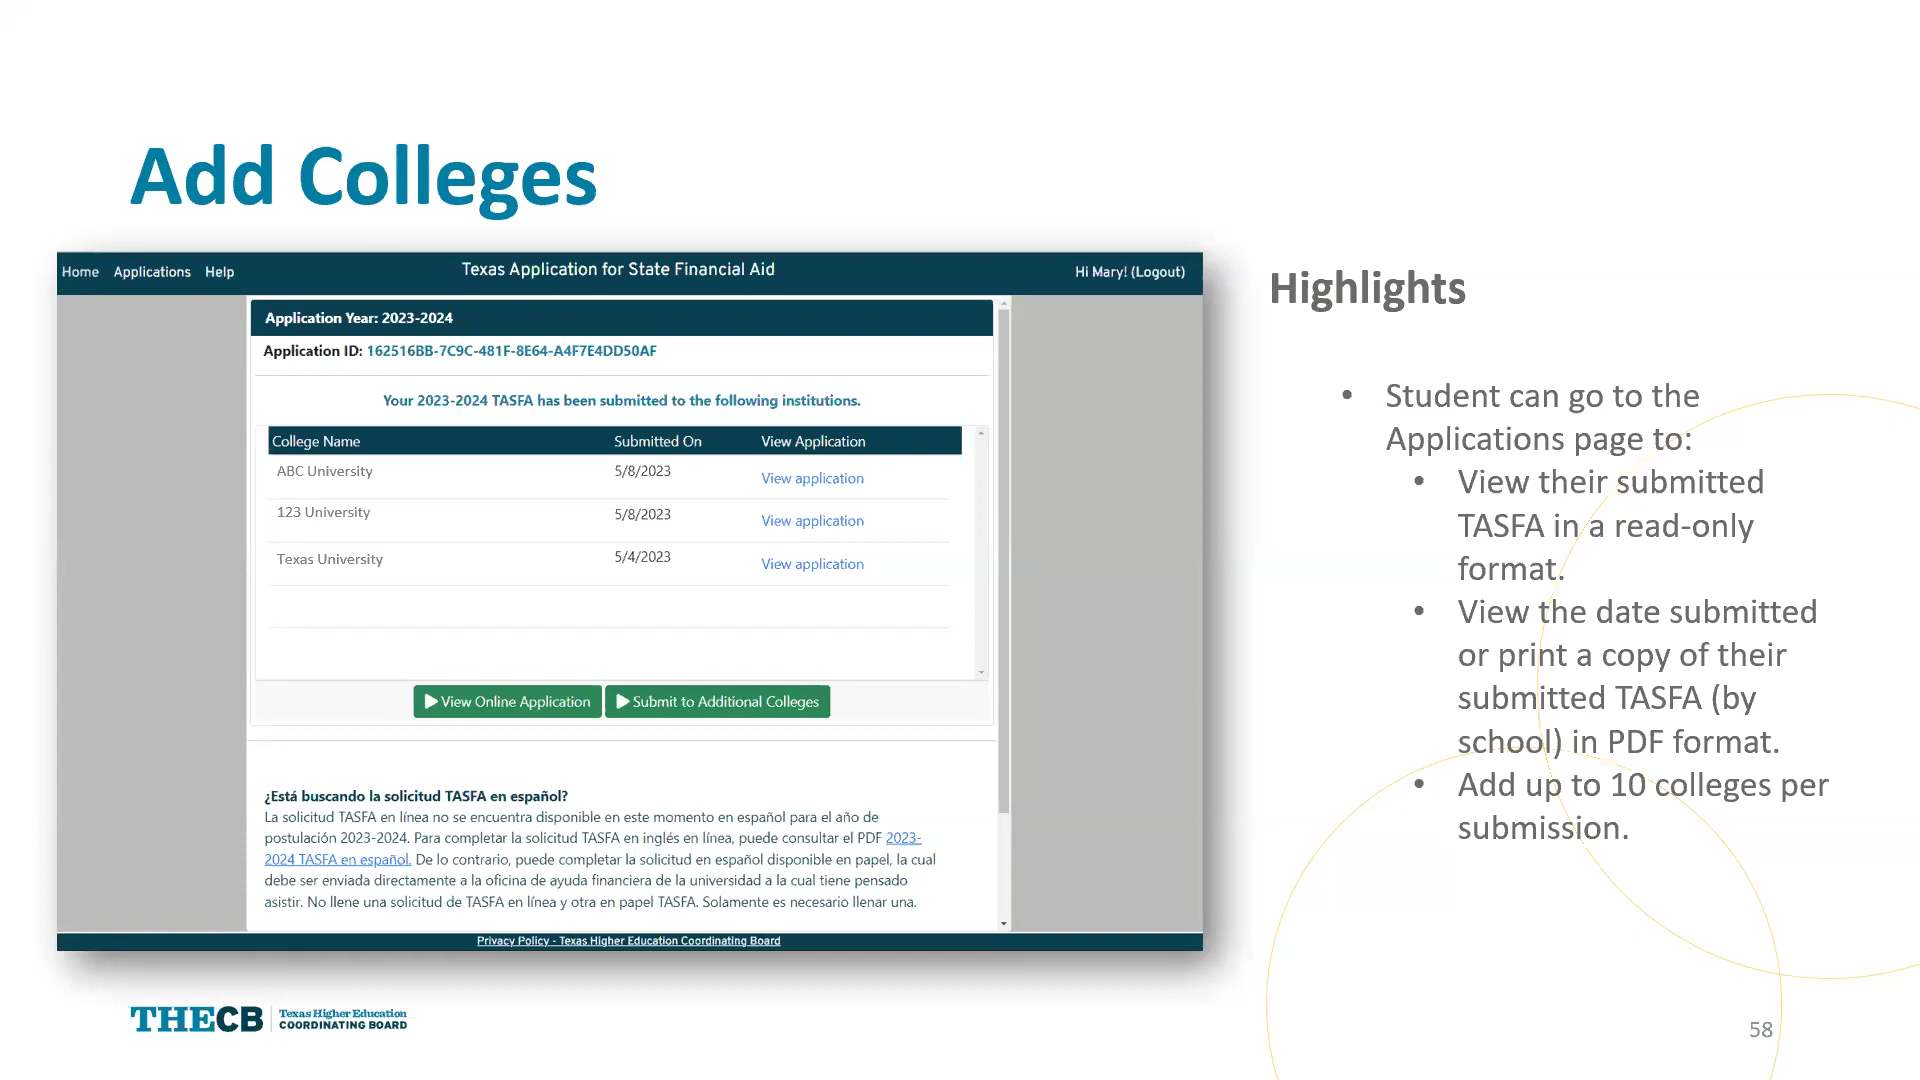 Add Colleges
Home Applications Help
Texas Application for State Financial Aid
Hi Mary! (Logout)
Application Year: 2023-2024
Application ID: 162516BB-7C9C-481F-8E64-A4F7E4DD50AF
Your 2023-2024 TASFA has been submitted to the following institutions.
College Name Submitted On View Application
ABC University 5/8/2023 View application
123 University 5/8/2023 View application
Texas University 5/4/2023 View application
View Online Application Submit to Additional Colleges
¿Está buscando la solicitud TASFA en español?
La solicitud TASFA en línea no se encuentra disponible en este momento en español para el año de
postulación 2023-2024. Para completar la solicitud TASFA en inglés en línea, puede consultar el PDF 2023-
2024 TASFA en español. De lo contrario, puede completar la solicitud en español disponible en papel, la cual
debe ser enviada directamente a la oficina de ayuda financiera de la universidad a la cual tiene pensado
asistir. No llene una solicitud de TASFA en línea y otra en papel TASFA. Solamente es necesario llenar una.
Privacy Policy - Texas Higher Education Coordinating Board
Highlights
• Student can go to the
Applications page to:
• View their submitted
TASFA in a read-only
format.
• View the date submitted
or print a copy of their
submitted TASFA (by
school) in PDF format.
• Add up to 10 colleges per
submission.
THECB
Texas Higher Education
COORDINATING BOARD
58